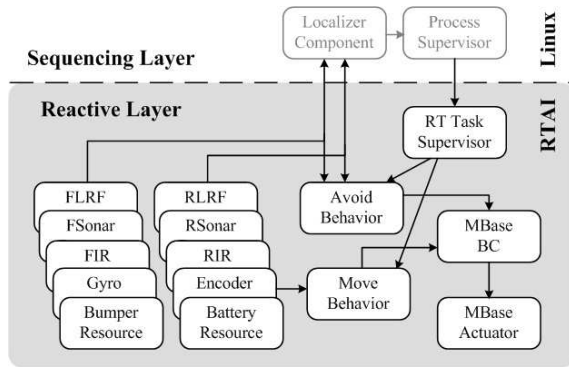 Localizer
Component
Process
Supervisor
Sequencing Layer
Linux
Reactive Layer
RTAI
RT Task
Supervisor
FLRF
FSonar
FIR
Gyro
Bumper
Resource
RLRF
RSonar
RIR
Encoder
Battery
Resource
Avoid
Behavior
Move
Behavior
MBase
BC
MBase
Actuator